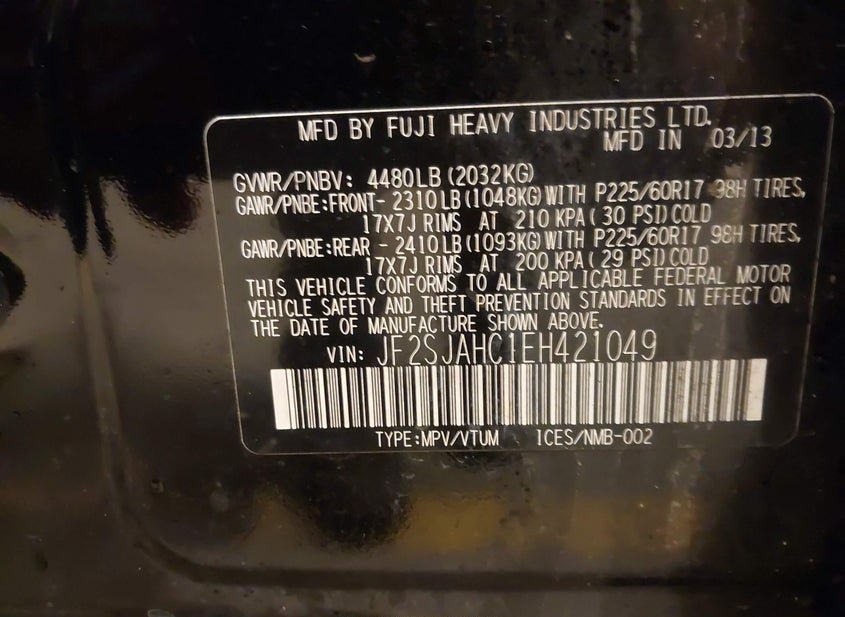 MFD BY FUJI HEAVY INDUSTRIES LTD.
MFD IN 03/13
GVWR/PNBV: 4480LB(2032KG)
GAWR/PNBE:FRONT- 2310LB(1048KG)WITH P225/60R17 98H TIRES,
17X7J RIMS AT 210 KPA(30 PSI)COLD
GAWR/PNBE:REAR - 2410LB(1093KG)WITH P225/60R17 98H TIRES,
17X7J RIMS AT 200 KPA(29 PSI)COLD
THIS VEHICLE CONFORMS TO ALL APPLICABLE FEDERAL MOTOR
VEHICLE SAFETY AND THEFT PREVENTION STANDARDS IN EFFECT ON
THE DATE OF MANUFACTURE SHOWN ABOVE.
VIN: JF2SJAHC1EH421049
TYPE:MPV/VTUM ICES/NMB-002